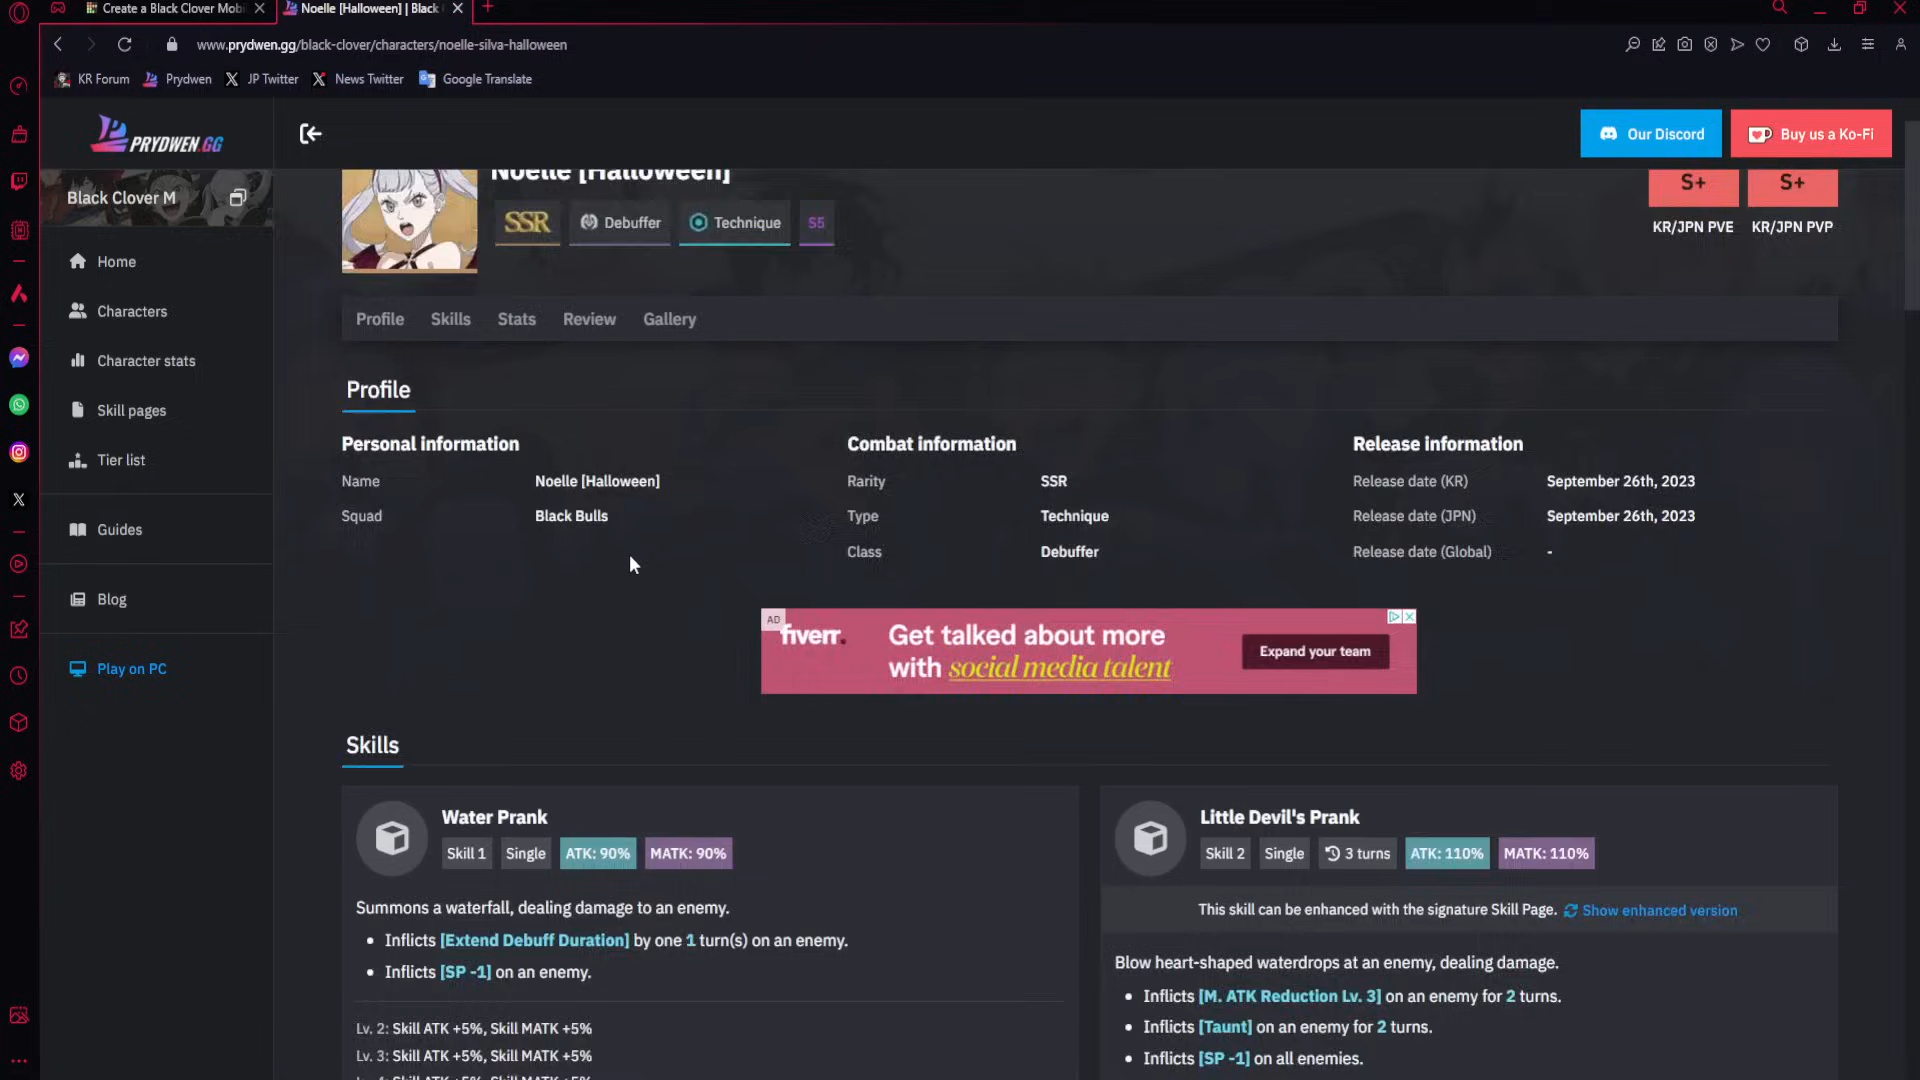 Create a Black Clover Mobi
Noelle [Halloween] | Black
www.prydwen.gg/black-clover/characters/noelle-silva-halloween
KR Forum
Prydwen
JP Twitter
News Twitter
Google Translate
PRYDWEN.GG
Our Discord
Buy us a Ko-Fi
Black Clover M
Home
Characters
Character stats
Skill pages
Tier list
Guides
Blog
Play on PC
Noelle [Halloween]
SSR
Debuffer
Technique
S5
S+
S+
KR/JPN PVE
KR/JPN PVP
Profile
Skills
Stats
Review
Gallery
Profile
Personal information
Name Noelle [Halloween]
Squad Black Bulls
Combat information
Rarity SSR
Type Technique
Class Debuffer
Release information
Release date (KR) September 26th, 2023
Release date (JPN) September 26th, 2023
Release date (Global) -
AD
fiverr.
Get talked about more
with social media talent
Expand your team
Skills
Water Prank
Skill 1 Single ATK: 90% MATK: 90%
Summons a waterfall, dealing damage to an enemy.
• Inflicts [Extend Debuff Duration] by one 1 turn(s) on an enemy.
• Inflicts [SP -1] on an enemy.
Lv. 2: Skill ATK +5%, Skill MATK +5%
Lv. 3: Skill ATK +5%, Skill MATK +5%
Little Devil's Prank
Skill 2 Single 3 turns ATK: 110% MATK: 110%
This skill can be enhanced with the signature Skill Page. Show enhanced version
Blow heart-shaped waterdrops at an enemy, dealing damage.
• Inflicts [M. ATK Reduction Lv. 3] on an enemy for 2 turns.
• Inflicts [Taunt] on an enemy for 2 turns.
• Inflicts [SP -1] on all enemies.